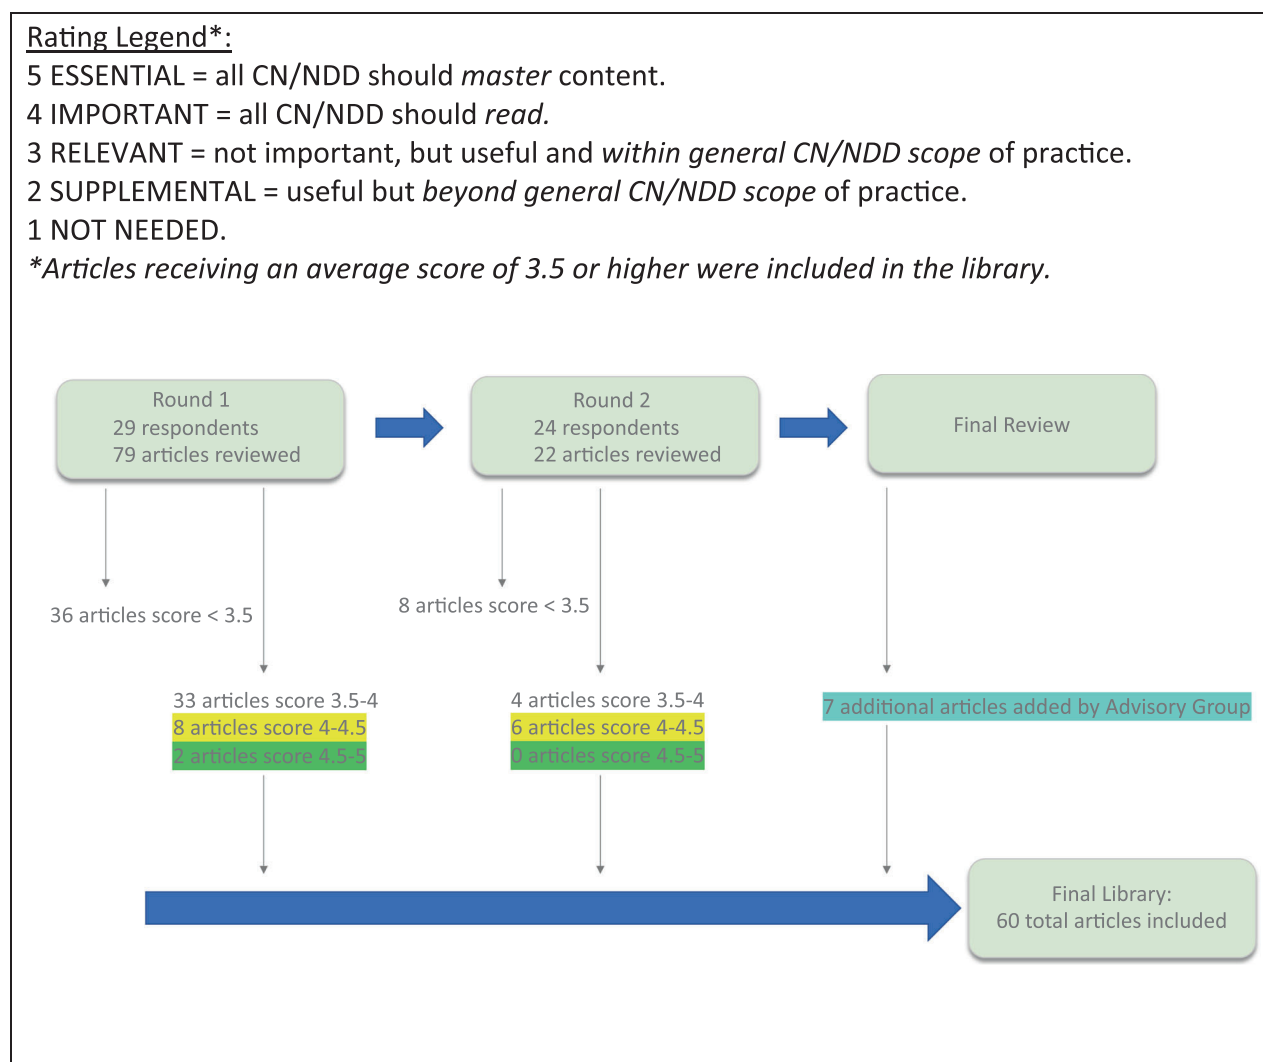 Rating Legend*:
5 ESSENTIAL = all CN/NDD should master content.
4 IMPORTANT = all CN/NDD should read.
3 RELEVANT = not important, but useful and within general CN/NDD scope of practice.
2 SUPPLEMENTAL = useful but beyond general CN/NDD scope of practice.
1 NOT NEEDED.
*Articles receiving an average score of 3.5 or higher were included in the library.
Round 1
29 respondents
79 articles reviewed
Round 2
24 respondents
22 articles reviewed
Final Review
36 articles score < 3.5
8 articles score < 3.5
33 articles score 3.5-4
8 articles score 4-4.5
2 articles score 4.5-5
4 articles score 3.5-4
6 articles score 4-4.5
0 articles score 4.5-5
7 additional articles added by Advisory Group
Final Library:
60 total articles included